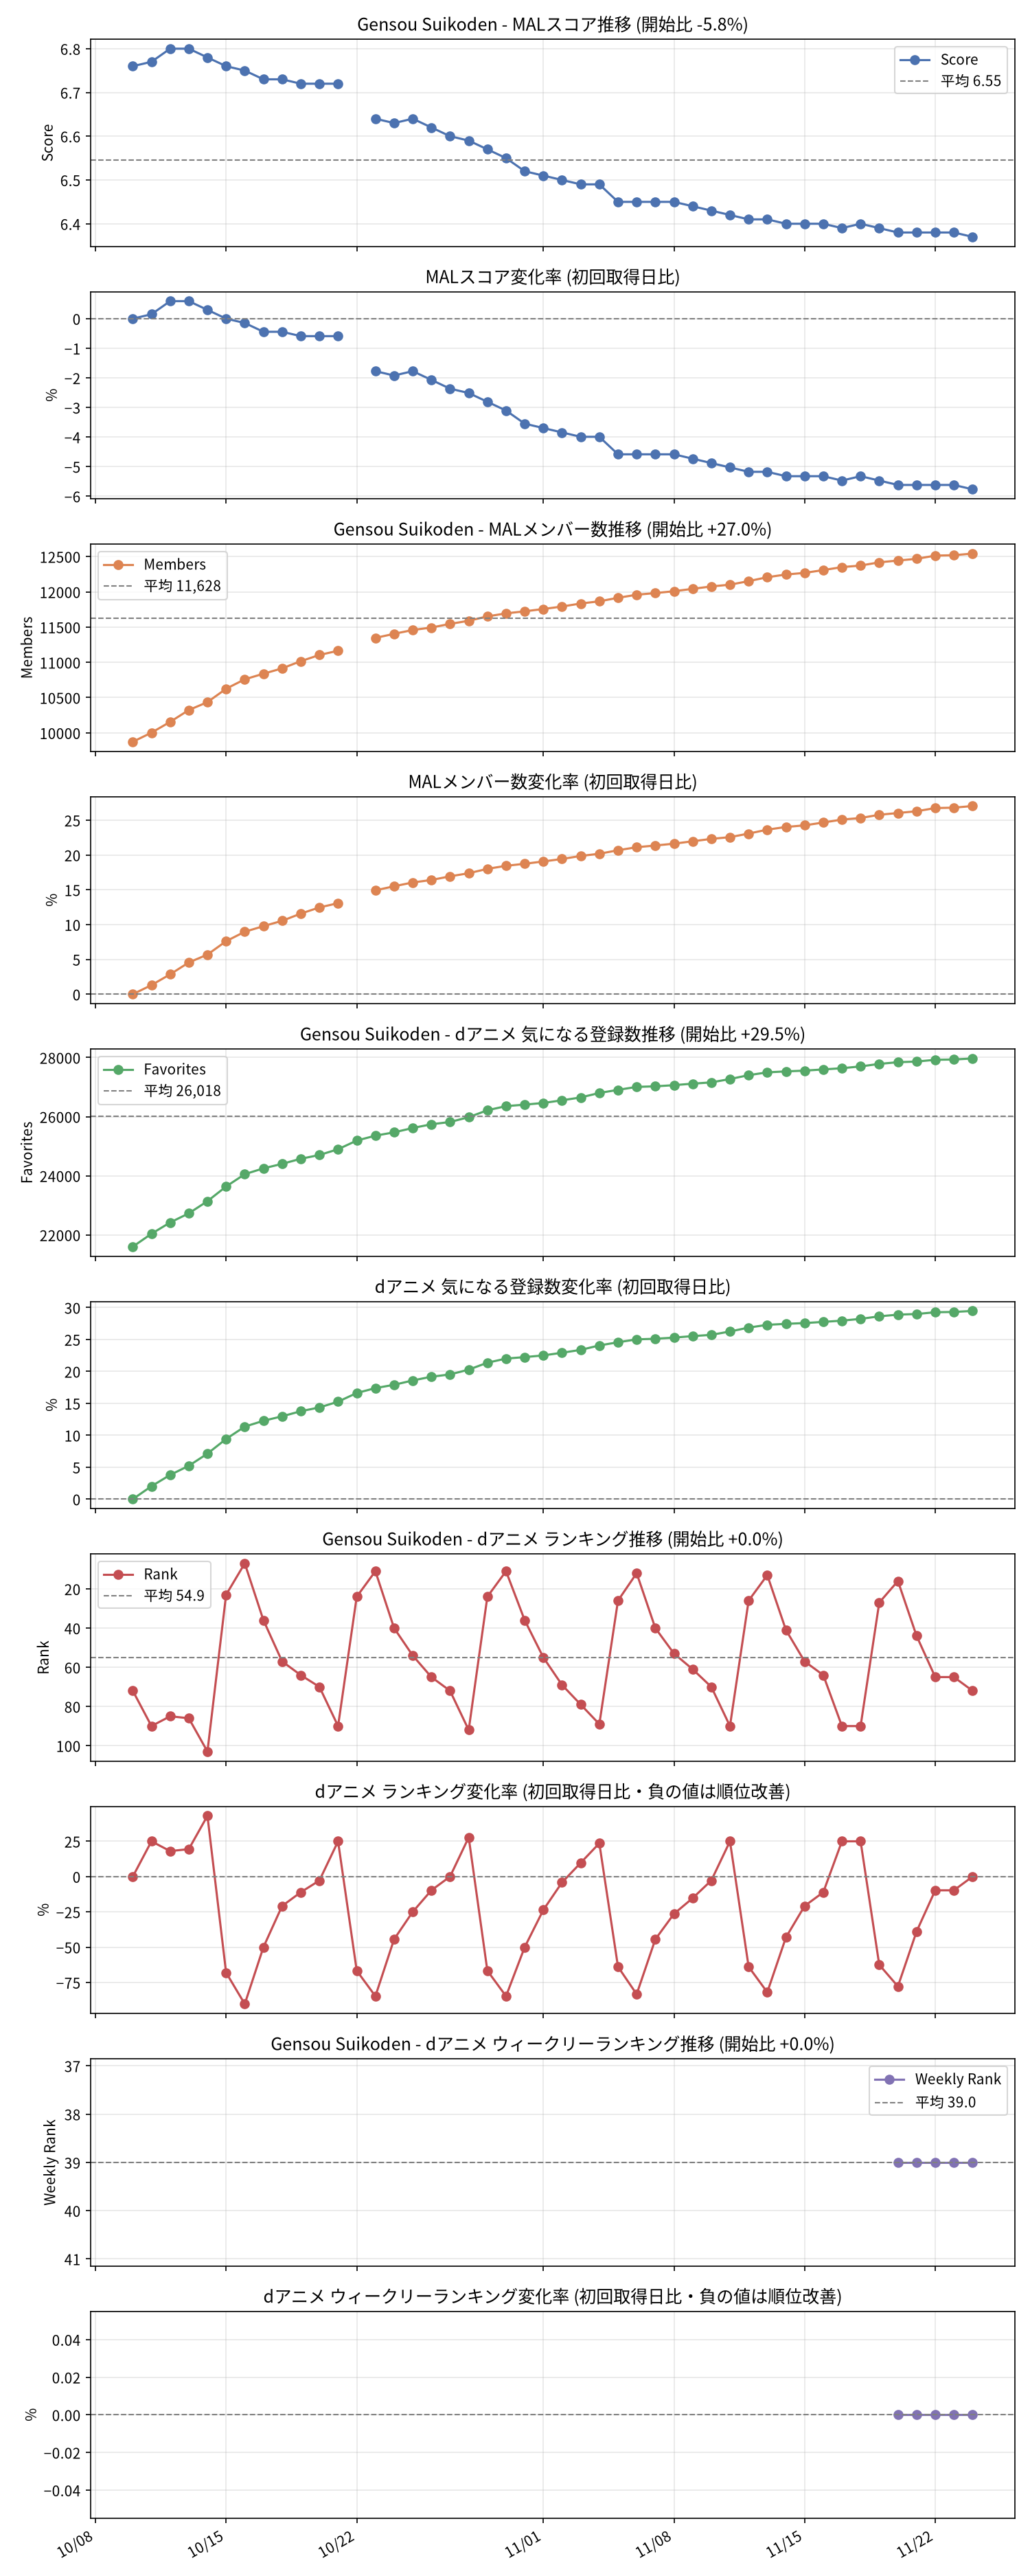 Gensou Suikoden - MALスコア推移 (開始比 -5.8%)
6.8
6.7
6.6
6.5
6.4
Score
Score
平均 6.55
MALスコア変化率 (初回取得日比)
0
−1
−2
−3
−4
−5
−6
%
Gensou Suikoden - MALメンバー数推移 (開始比 +27.0%)
12500
12000
11500
11000
10500
10000
Members
Members
平均 11,628
MALメンバー数変化率 (初回取得日比)
25
20
15
10
5
0
%
Gensou Suikoden - dアニメ 気になる登録数推移 (開始比 +29.5%)
28000
26000
24000
22000
Favorites
Favorites
平均 26,018
dアニメ 気になる登録数変化率 (初回取得日比)
30
25
20
15
10
5
0
%
Gensou Suikoden - dアニメ ランキング推移 (開始比 +0.0%)
20
40
60
80
100
Rank
Rank
平均 54.9
dアニメ ランキング変化率 (初回取得日比・負の値は順位改善)
25
0
−25
−50
−75
%
Gensou Suikoden - dアニメ ウィークリーランキング推移 (開始比 +0.0%)
37
38
39
40
41
Weekly Rank
Weekly Rank
平均 39.0
dアニメ ウィークリーランキング変化率 (初回取得日比・負の値は順位改善)
0.04
0.02
0.00
−0.02
−0.04
%
10/08
10/15
10/22
11/01
11/08
11/15
11/22